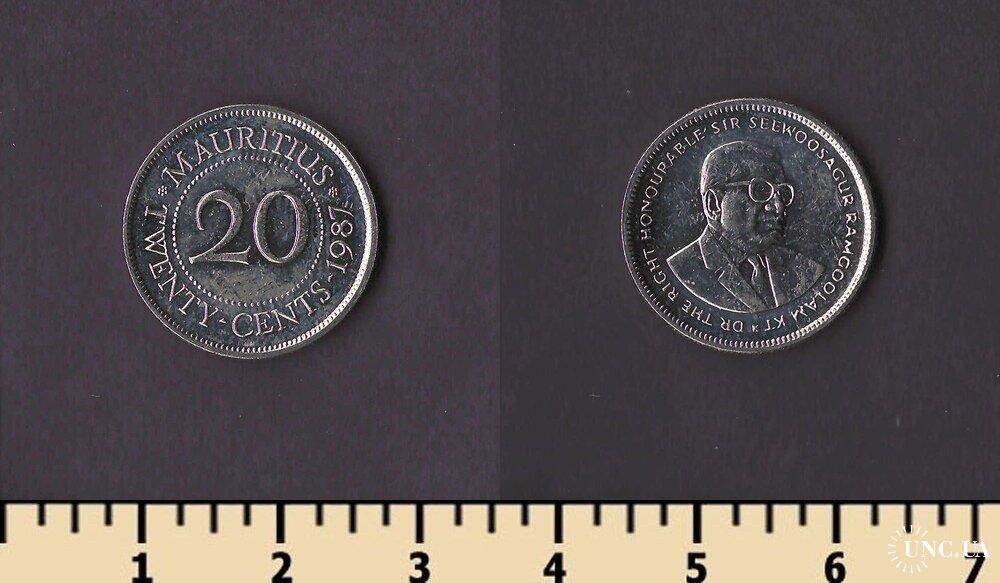 MAURITIUS
20
TWENTY CENTS 1987
DR THE RIGHT HONOURABLE SIR SEEWOOSAGUR RAMGOOLAM KT
1 2 3 4 5 6 7
UNC.UA